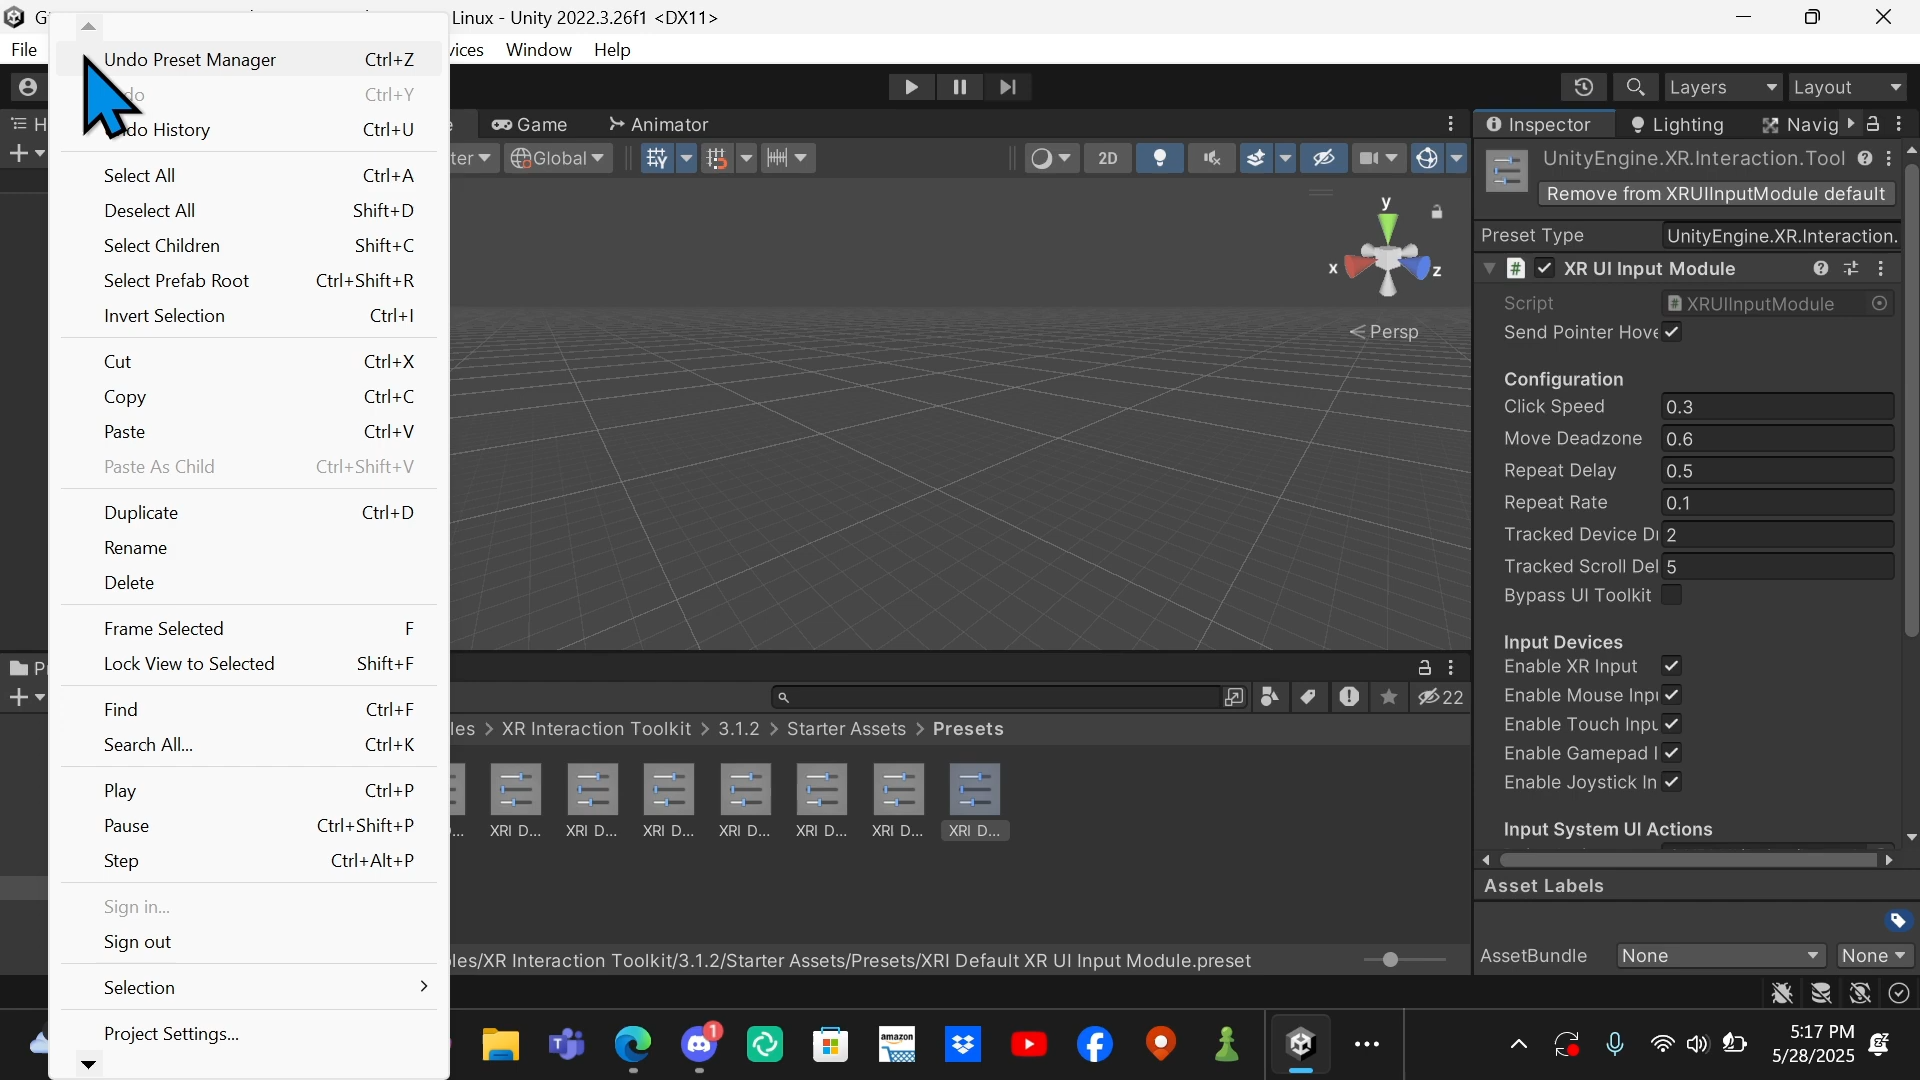 Linux - Unity 2022.3.26f1 <DX11>
File
vices
Window
Help
Undo Preset Manager Ctrl+Z
do Ctrl+Y
do History Ctrl+U
Select All Ctrl+A
Deselect All Shift+D
Select Children Shift+C
Select Prefab Root Ctrl+Shift+R
Invert Selection Ctrl+I
Cut Ctrl+X
Copy Ctrl+C
Paste Ctrl+V
Paste As Child Ctrl+Shift+V
Duplicate Ctrl+D
Rename
Delete
Frame Selected F
Lock View to Selected Shift+F
Find Ctrl+F
Search All... Ctrl+K
Play Ctrl+P
Pause Ctrl+Shift+P
Step Ctrl+Alt+P
Sign in...
Sign out
Selection
Project Settings...
Layers
Layout
H
e
Game
Animator
ter
Global
2D
y
x
z
Persp
Inspector
Lighting
Navig
UnityEngine.XR.Interaction.Tool
Remove from XRUIInputModule default
Preset Type UnityEngine.XR.Interaction.
XR UI Input Module
Script XRUIInputModule
Send Pointer Hove
Configuration
Click Speed 0.3
Move Deadzone 0.6
Repeat Delay 0.5
Repeat Rate 0.1
Tracked Device Dr 2
Tracked Scroll Del 5
Bypass UI Toolkit
Input Devices
Enable XR Input
Enable Mouse Inpu
Enable Touch Inpu
Enable Gamepad I
Enable Joystick In
Input System UI Actions
Asset Labels
AssetBundle None None
P
22
les > XR Interaction Toolkit > 3.1.2 > Starter Assets > Presets
D...
XRI D...
XRI D...
XRI D...
XRI D...
XRI D...
XRI D...
XRI D...
les/XR Interaction Toolkit/3.1.2/Starter Assets/Presets/XRI Default XR UI Input Module.preset
1
amazon
5:17 PM
5/28/2025